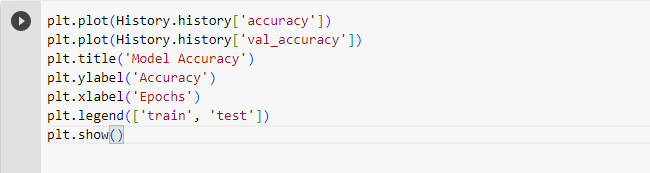 plt.plot(History.history['accuracy'])
plt.plot(History.history['val_accuracy'])
plt.title('Model Accuracy')
plt.ylabel('Accuracy')
plt.xlabel('Epochs')
plt.legend(['train', 'test'])
plt.show()